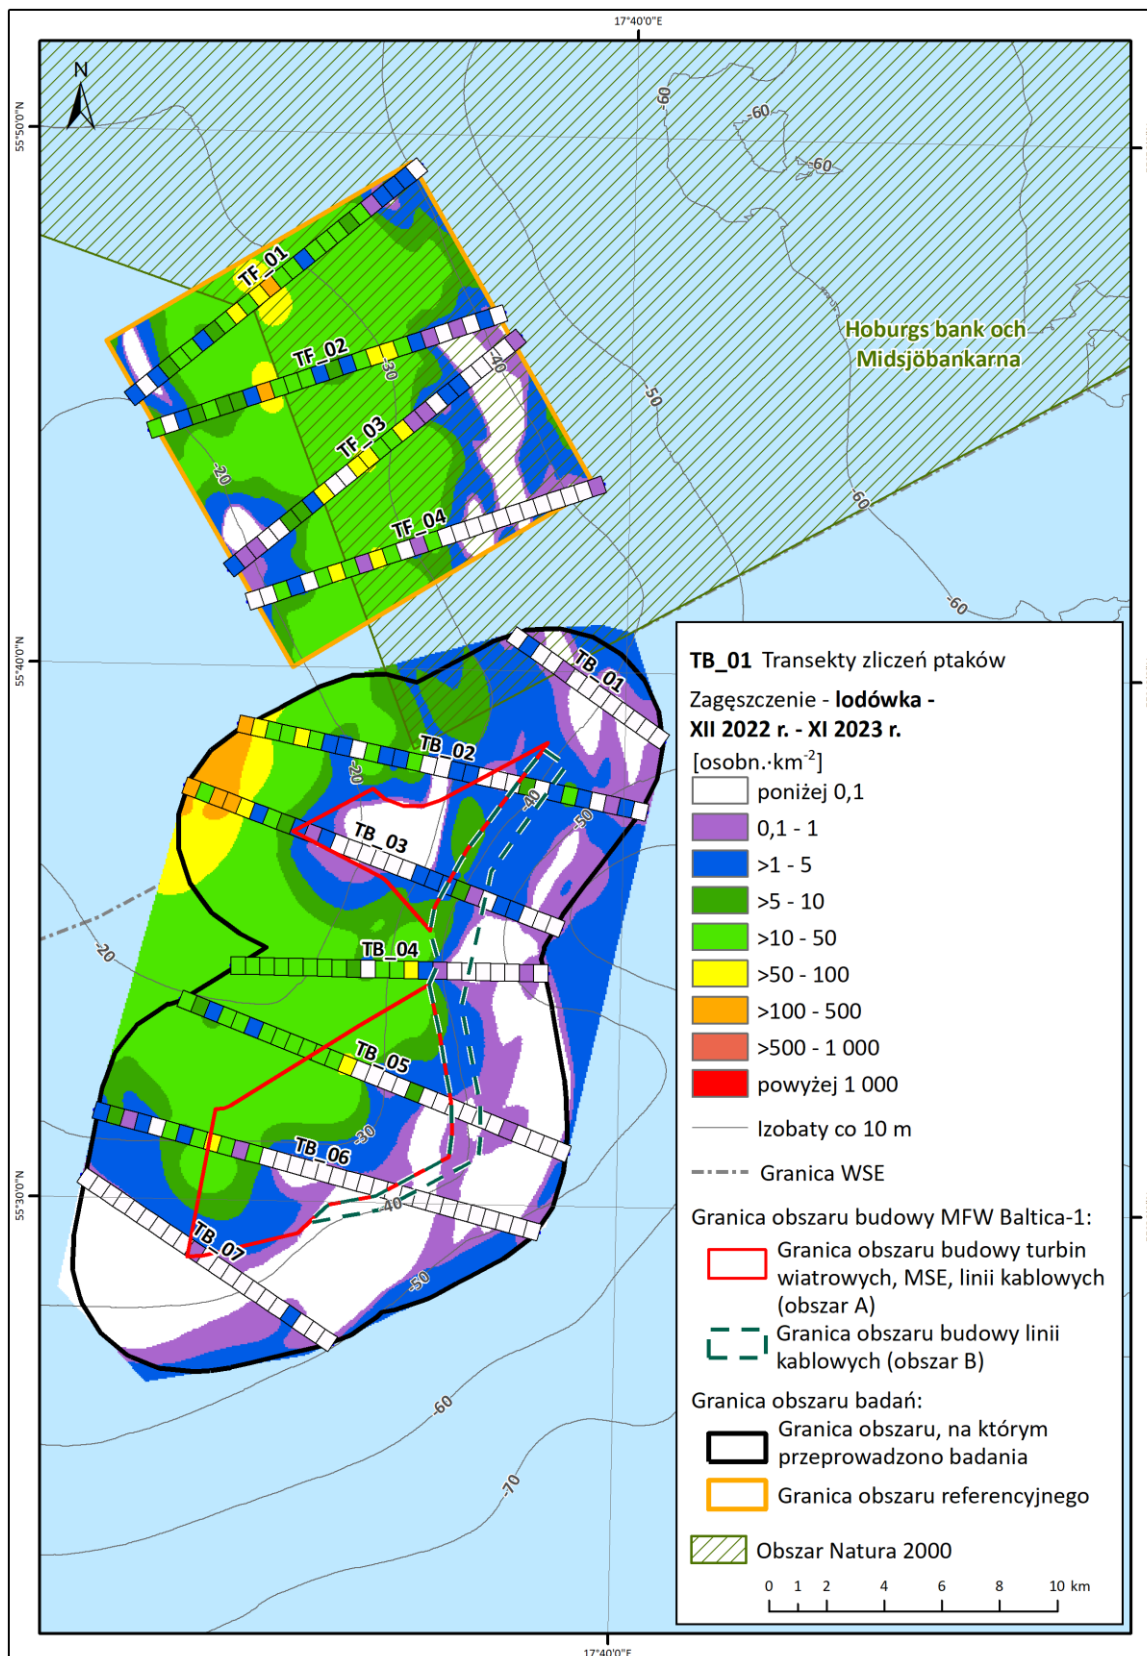 17°40'0"E
N
55°50'0"N
-60
-60
-60
TF_01
Hoburgs bank och
Midsjöbankarna
TF_02
-30
-40
-50
TF_03
-20
-60
TF_04
-60
55°40'0"N
TB_01
TB_02
-20
-40
-50
TB_03
TB_04
-20
TB_05
-30
TB_06
55°30'0"N
-40
TB_07
-50
-60
-70
TB_01 Transekty zliczeń ptaków
Zagęszczenie - lodówka -
XII 2022 r. - XI 2023 r.
[osobn.·km-2]
poniżej 0,1
0,1 - 1
>1 - 5
>5 - 10
>10 - 50
>50 - 100
>100 - 500
>500 - 1 000
powyżej 1 000
Izobaty co 10 m
Granica WSE
Granica obszaru budowy MFW Baltica-1:
Granica obszaru budowy turbin
wiatrowych, MSE, linii kablowych
(obszar A)
Granica obszaru budowy linii
kablowych (obszar B)
Granica obszaru badań:
Granica obszaru, na którym
przeprowadzono badania
Granica obszaru referencyjnego
Obszar Natura 2000
0 1 2 4 6 8 10 km
17°40'0"E